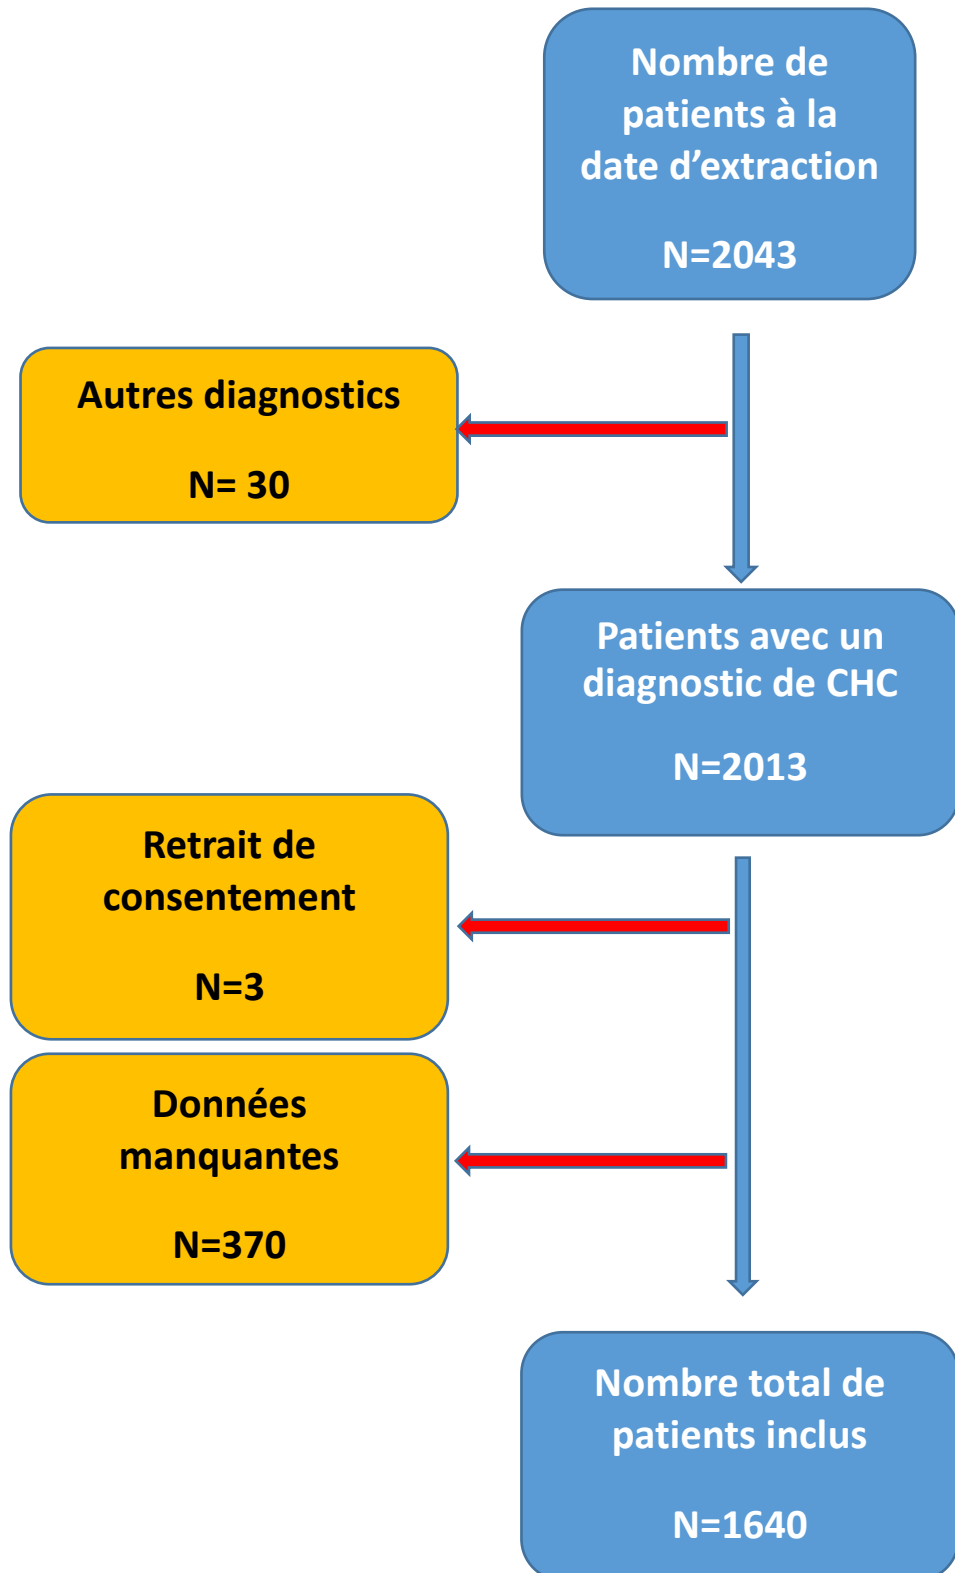 Nombre de
patients à la
date d’extraction
N=2043
Autres diagnostics
N= 30
Patients avec un
diagnostic de CHC
N=2013
Retrait de
consentement
N=3
Données
manquantes
N=370
Nombre total de
patients inclus
N=1640